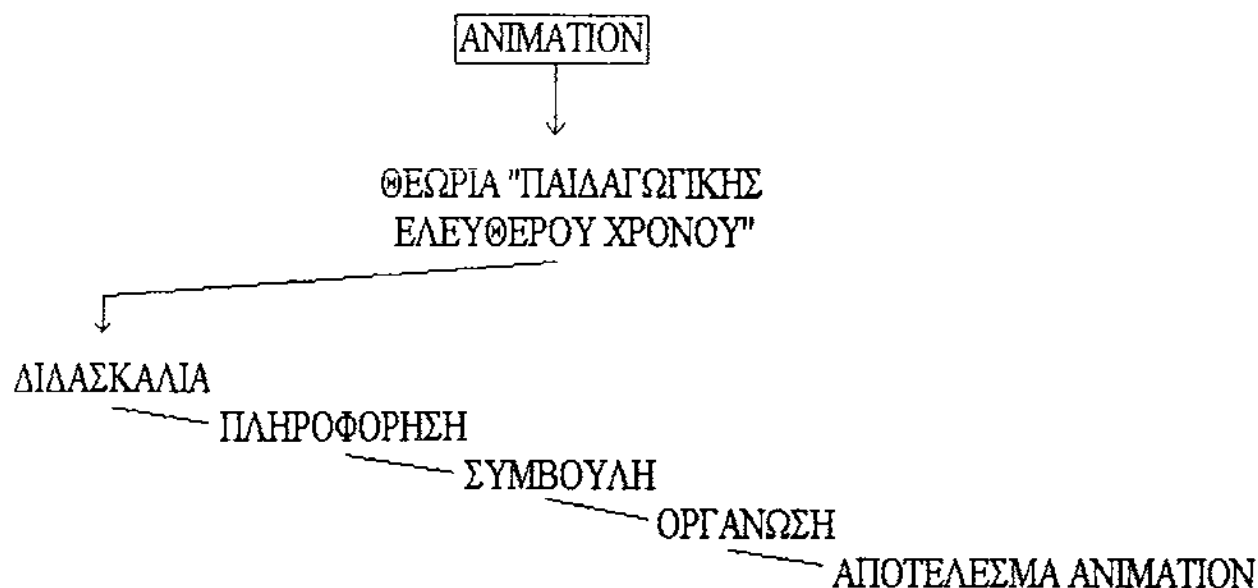 ANIMATION
ΘΕΩΡΙΑ "ΠΑΙΔΑΓΩΓΙΚΗΣ
ΕΛΕΥΘΕΡΟΥ ΧΡΟΝΟΥ"
ΔΙΔΑΣΚΑΛΙΑ
ΠΛΗΡΟΦΟΡΗΣΗ
ΣΥΜΒΟΥΛΗ
ΟΡΓΑΝΩΣΗ
ΑΠΟΤΕΛΕΣΜΑ ANIMATION